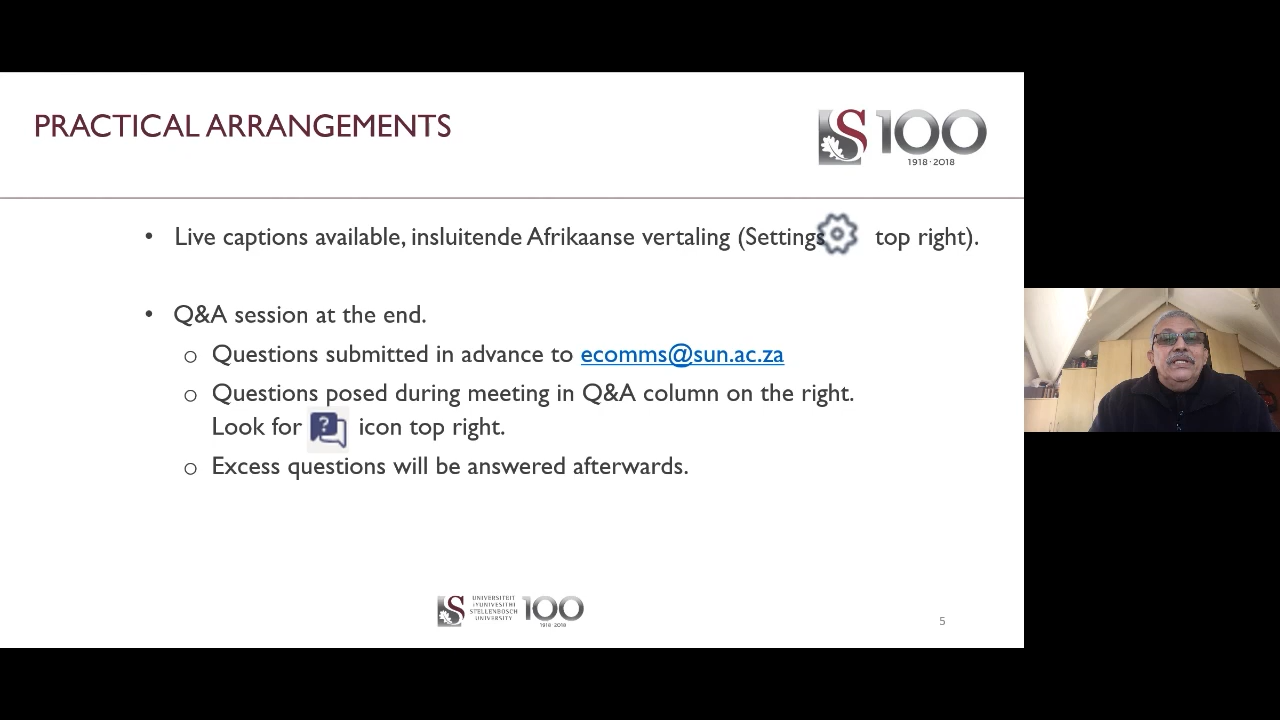 PRACTICAL ARRANGEMENTS
S 100
1918 · 2018
• Live captions available, insluitende Afrikaanse vertaling (Settings top right).
• Q&A session at the end.
o Questions submitted in advance to ecomms@sun.ac.za
o Questions posed during meeting in Q&A column on the right.
Look for ? icon top right.
o Excess questions will be answered afterwards.
S 100
UNIVERSITEIT
iYUNIVESITHI
STELLENBOSCH
UNIVERSITY
1918 · 2018
5